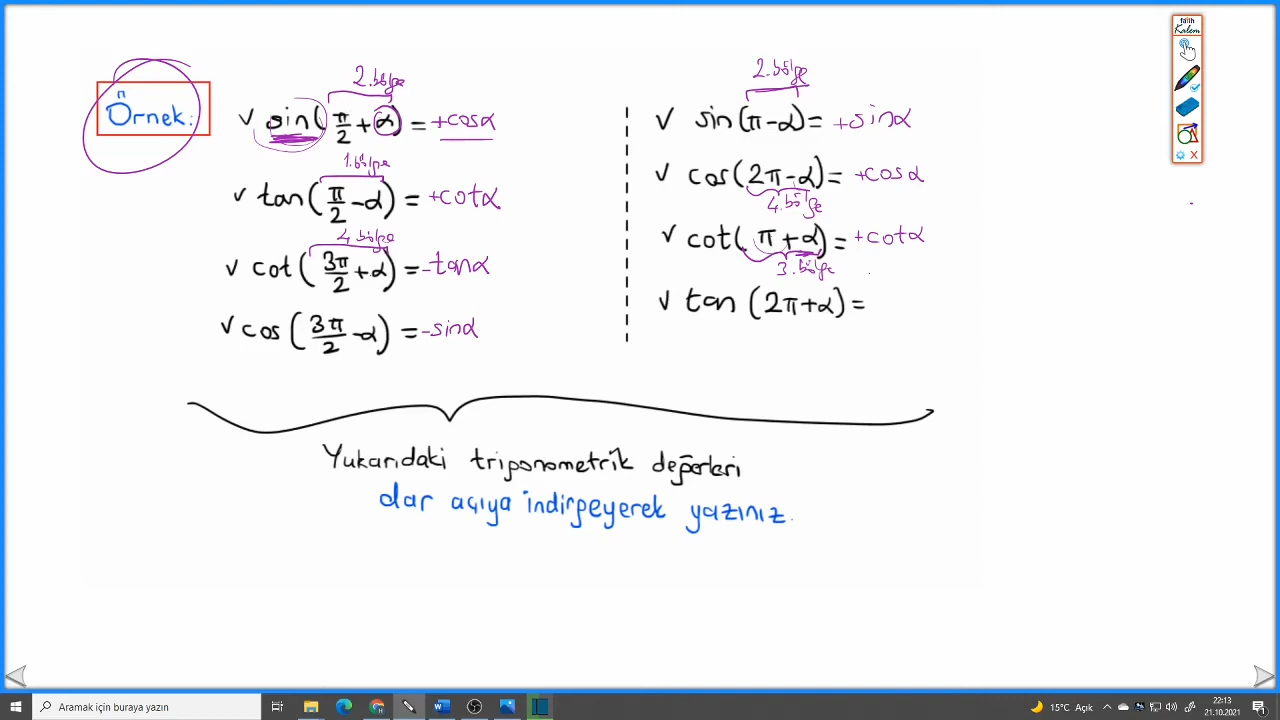 Örnek:
2.bölge
sin(π/2+α)=+cosα
1.bölge
tan(π/2-α)=+cotα
4.bölge
cot(3π/2+α)=-tanα
cos(3π/2-α)=-sinα
2.bölge
sin(π-α)=+sinα
cos(2π-α)=+cosα
4.bölge
cot(π+α)=+cotα
3.bölge
tan(2π+α)=
Yukarıdaki trigonometrik değerleri
dar açıya indirgeyerek yazınız.
fatih
Kalem
Aramak için buraya yazın
15°C Açık
22:13
21.10.2021